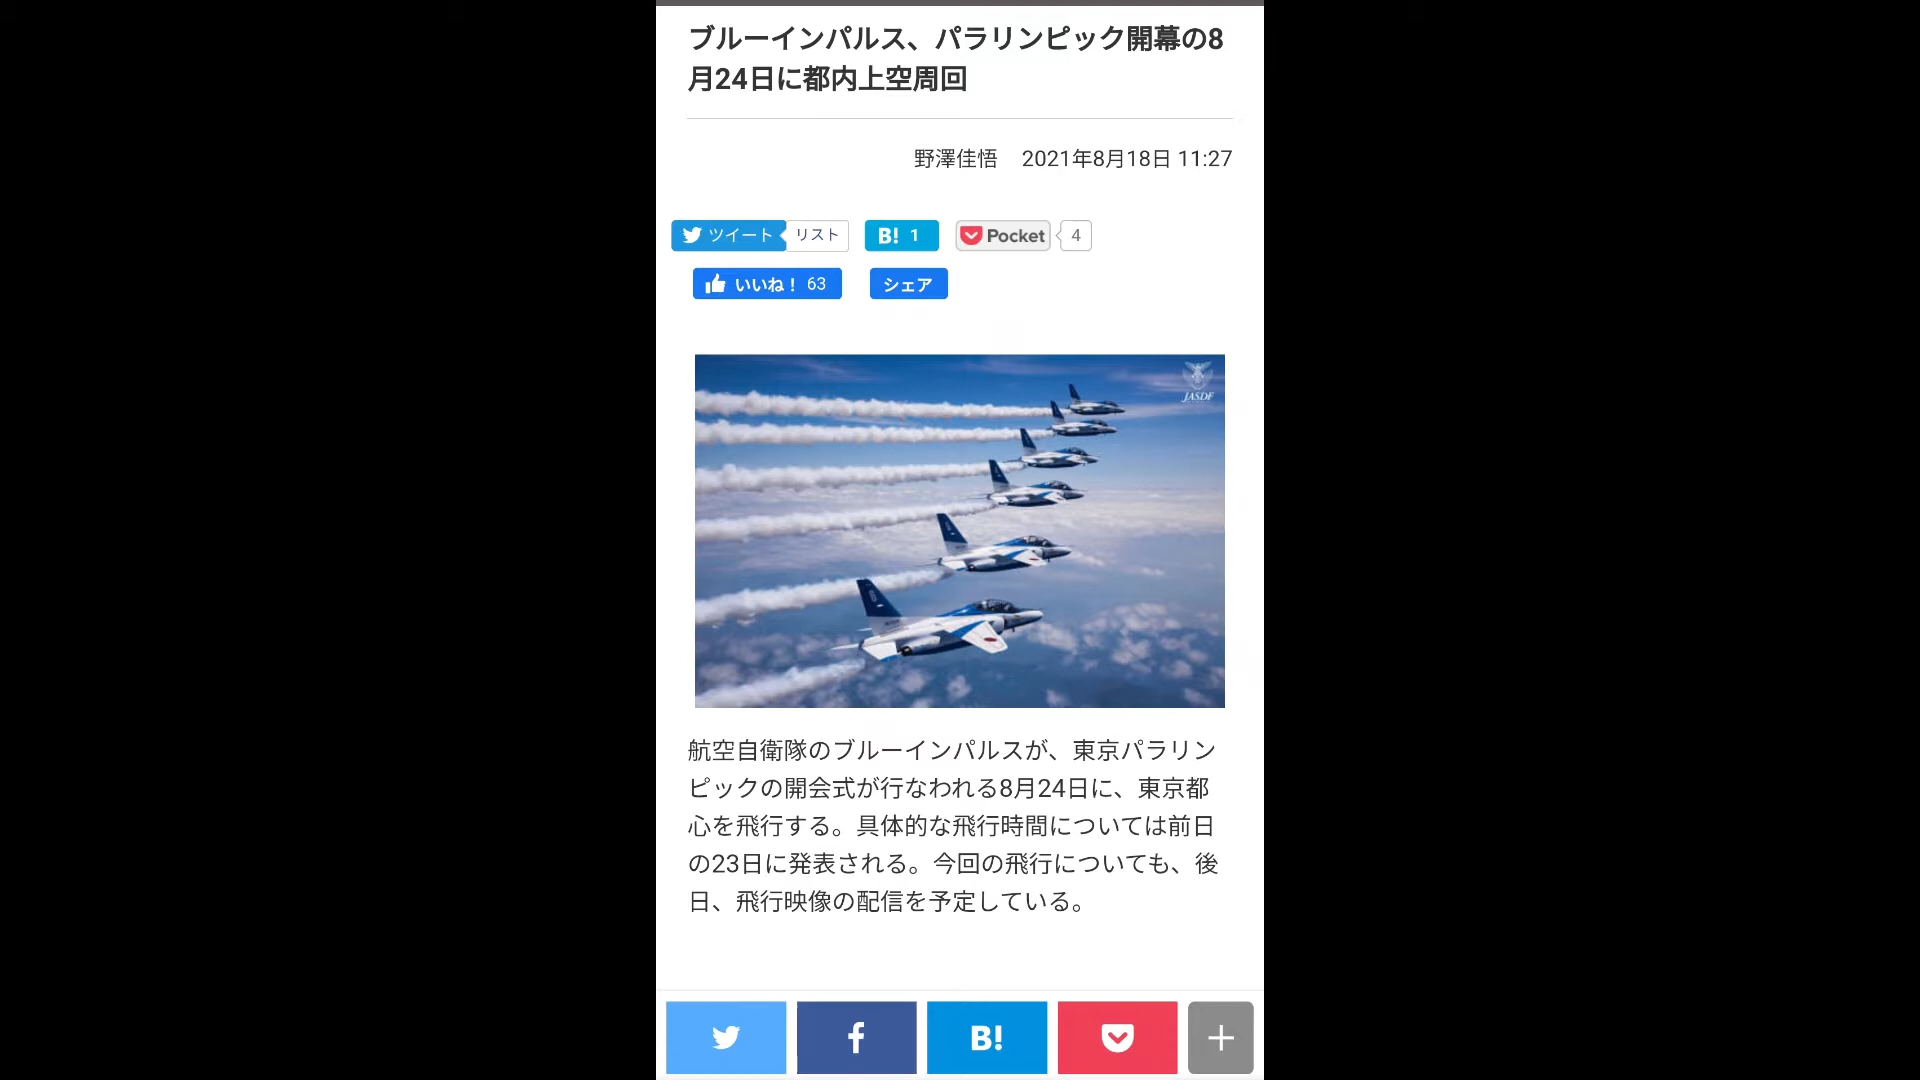 ブルーインパルス、パラリンピック開幕の8
月24日に都内上空周回
野澤佳悟 2021年8月18日 11:27
ツイート リスト B! 1 Pocket 4
いいね！ 63 シェア
JASDF
航空自衛隊のブルーインパルスが、東京パラリン
ピックの開会式が行なわれる8月24日に、東京都
心を飛行する。具体的な飛行時間については前日
の23日に発表される。今回の飛行についても、後
日、飛行映像の配信を予定している。
B!